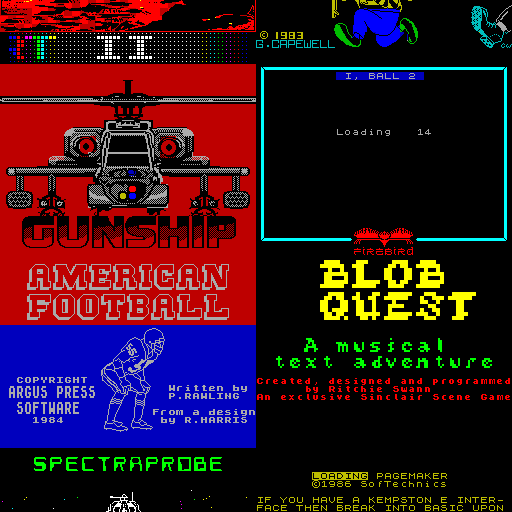 II
© 1983
G.CAPEWELL
GUNSHIP
AMERICAN
FOOTBALL
COPYRIGHT
ARGUS PRESS
SOFTWARE
1984
Written by
P.RAWLING
From a design
by R.HARRIS
SPECTRAPROBE
I, BALL 2
Loading 14
FIREBIRD
BLOB
QUEST
A musical
text adventure
Created, designed and programmed
by Ritchie Swann
An exclusive Sinclair Scene Game
LOADING PAGEMAKER
©1986 SofTechnics
IF YOU HAVE A KEMPSTON E INTER-
FACE THEN BREAK INTO BASIC UPON